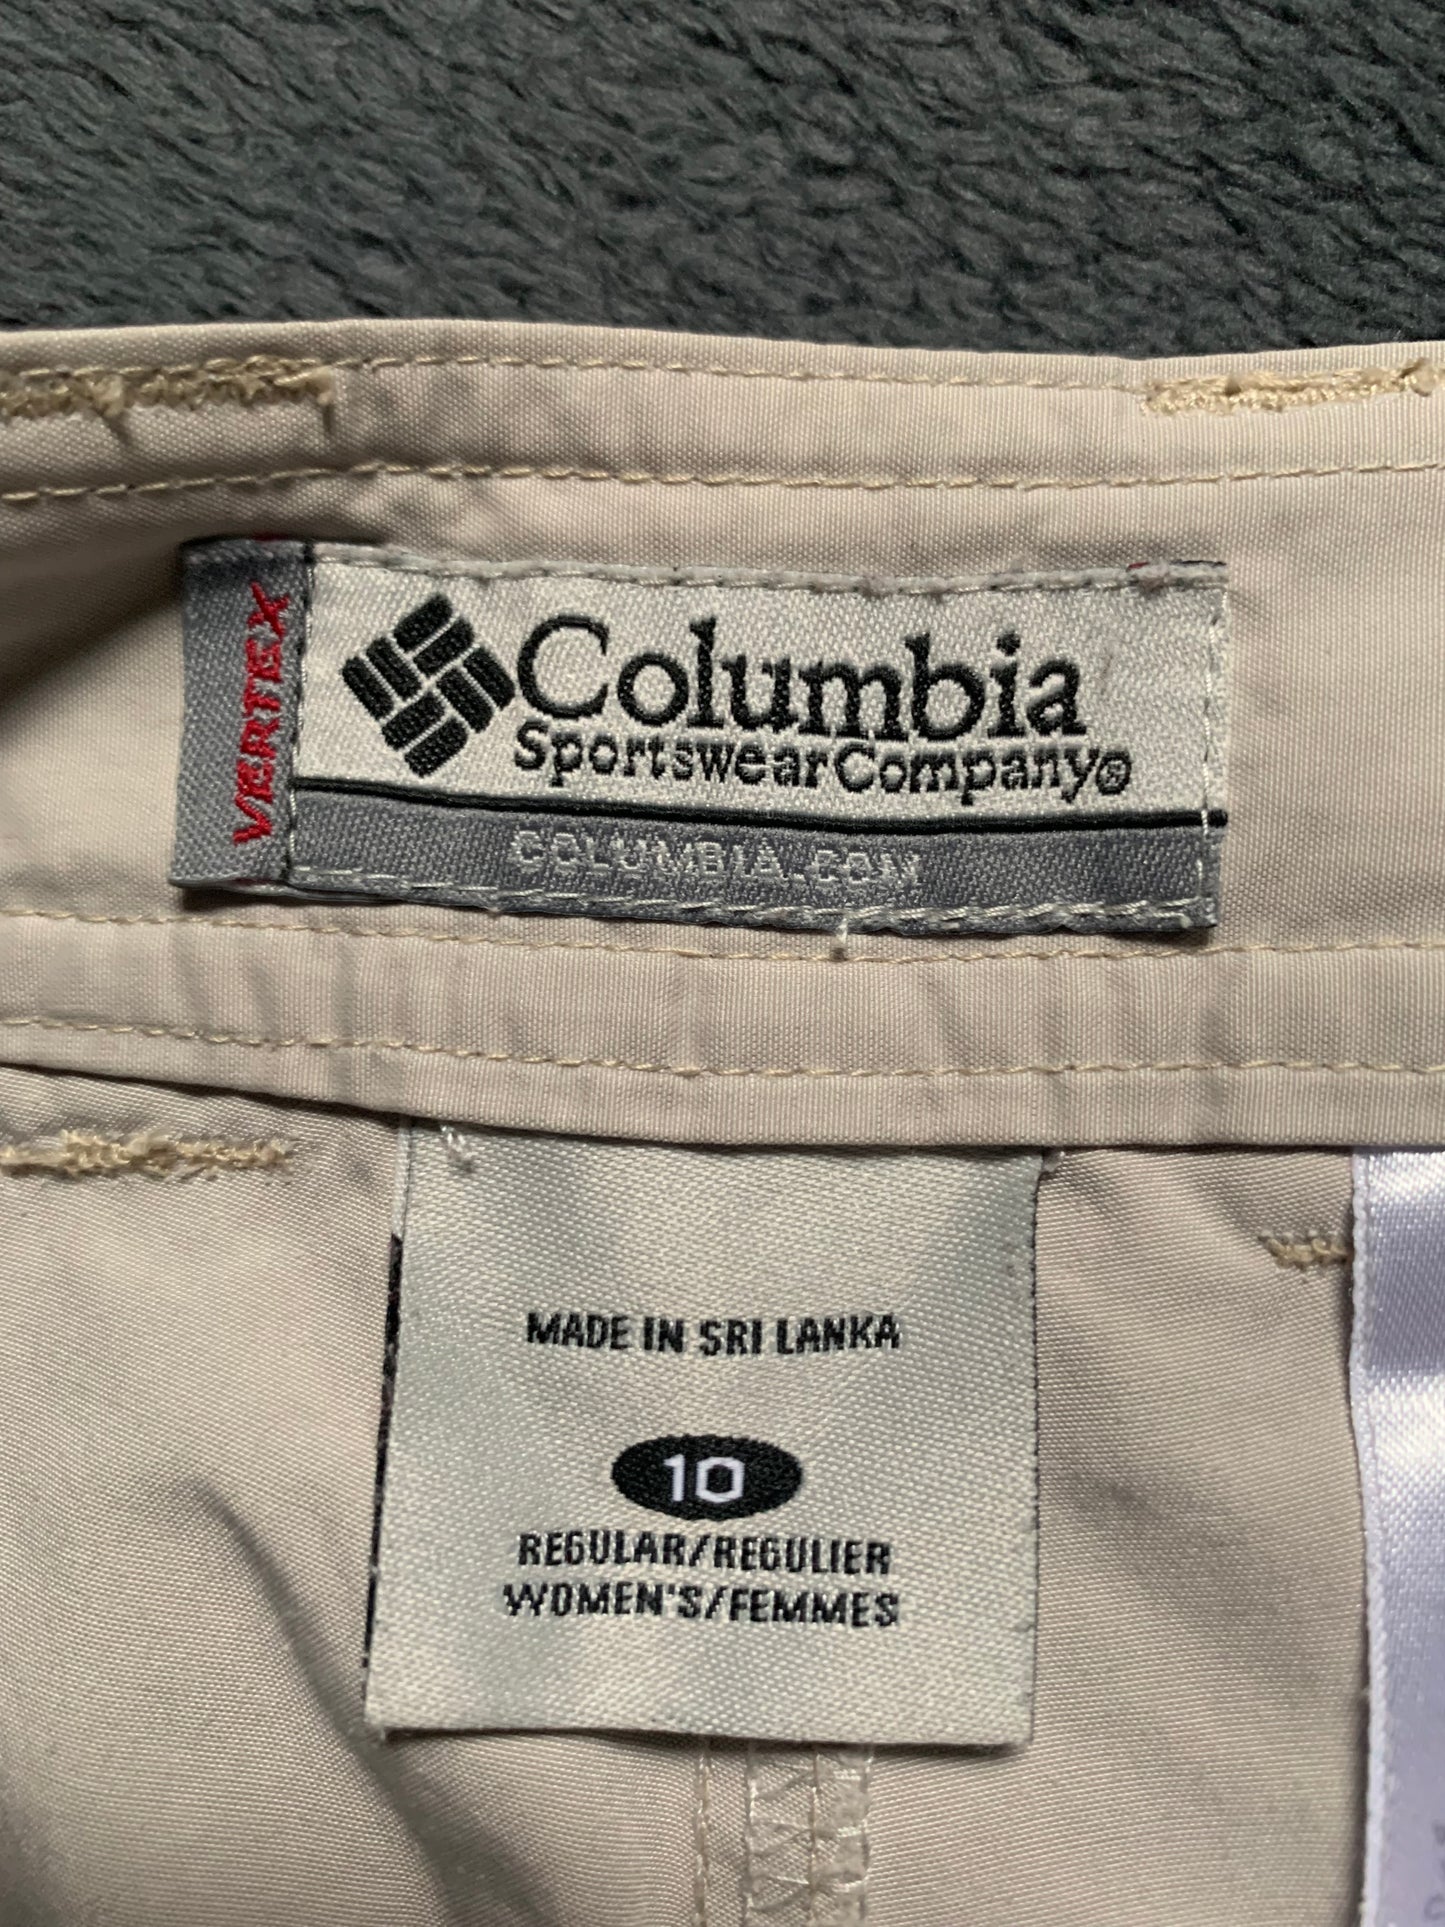 VERTEX
Columbia
Sportswear Company®
COLUMBIA.COM
MADE IN SRI LANKA
10
REGULAR/REGULIER
WOMEN'S/FEMMES